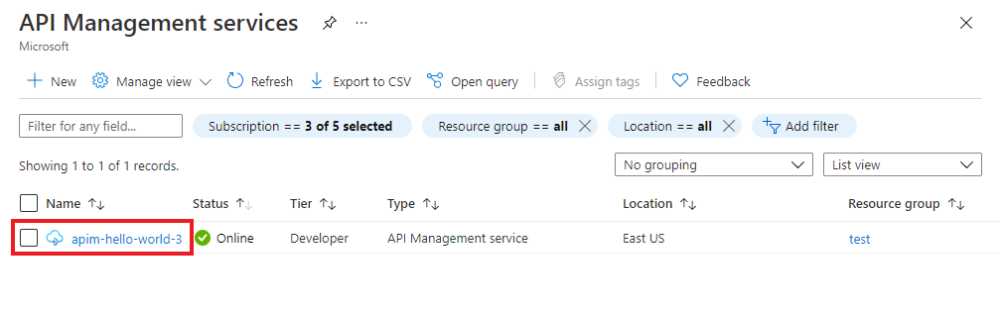 API Management services
Microsoft
New Manage view Refresh Export to CSV Open query Assign tags Feedback
Filter for any field... Subscription == 3 of 5 selected Resource group == all Location == all Add filter
Showing 1 to 1 of 1 records. No grouping List view
Name Status Tier Type Location Resource group
apim-hello-world-3 Online Developer API Management service East US test